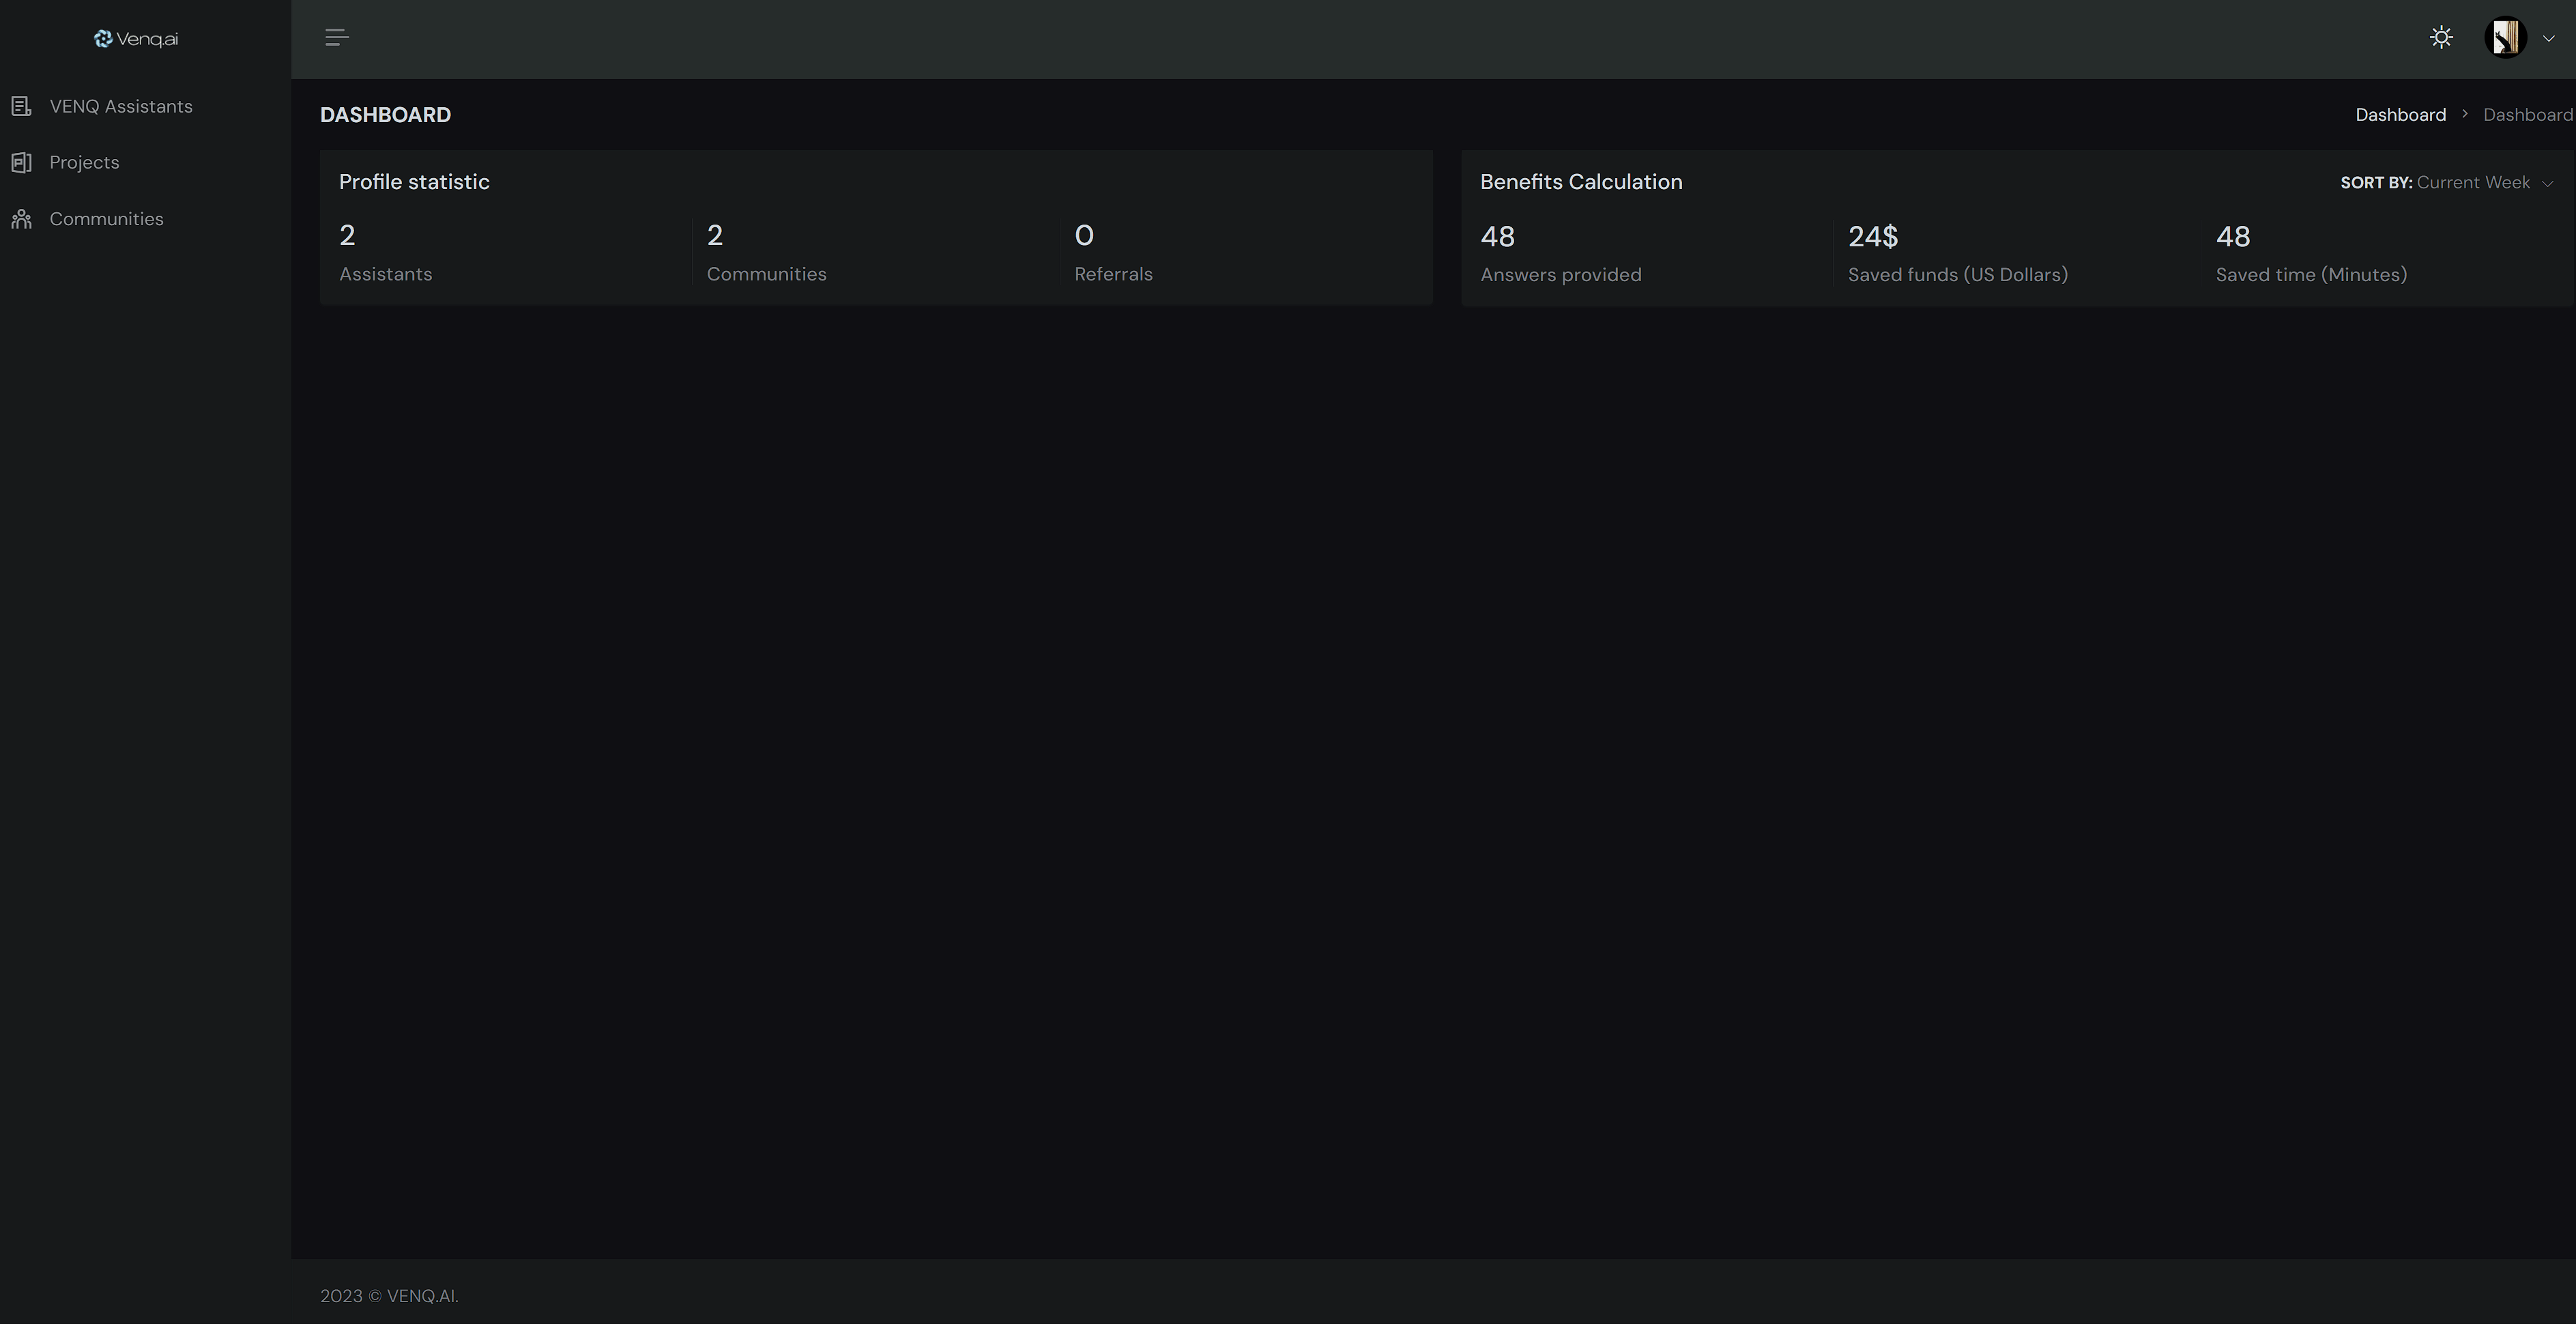 Venq.ai
VENQ Assistants
Projects
Communities
DASHBOARD
Dashboard > Dashboard
Profile statistic
2
Assistants
2
Communities
0
Referrals
Benefits Calculation
SORT BY: Current Week
48
Answers provided
24$
Saved funds (US Dollars)
48
Saved time (Minutes)
2023 © VENQ.AI.